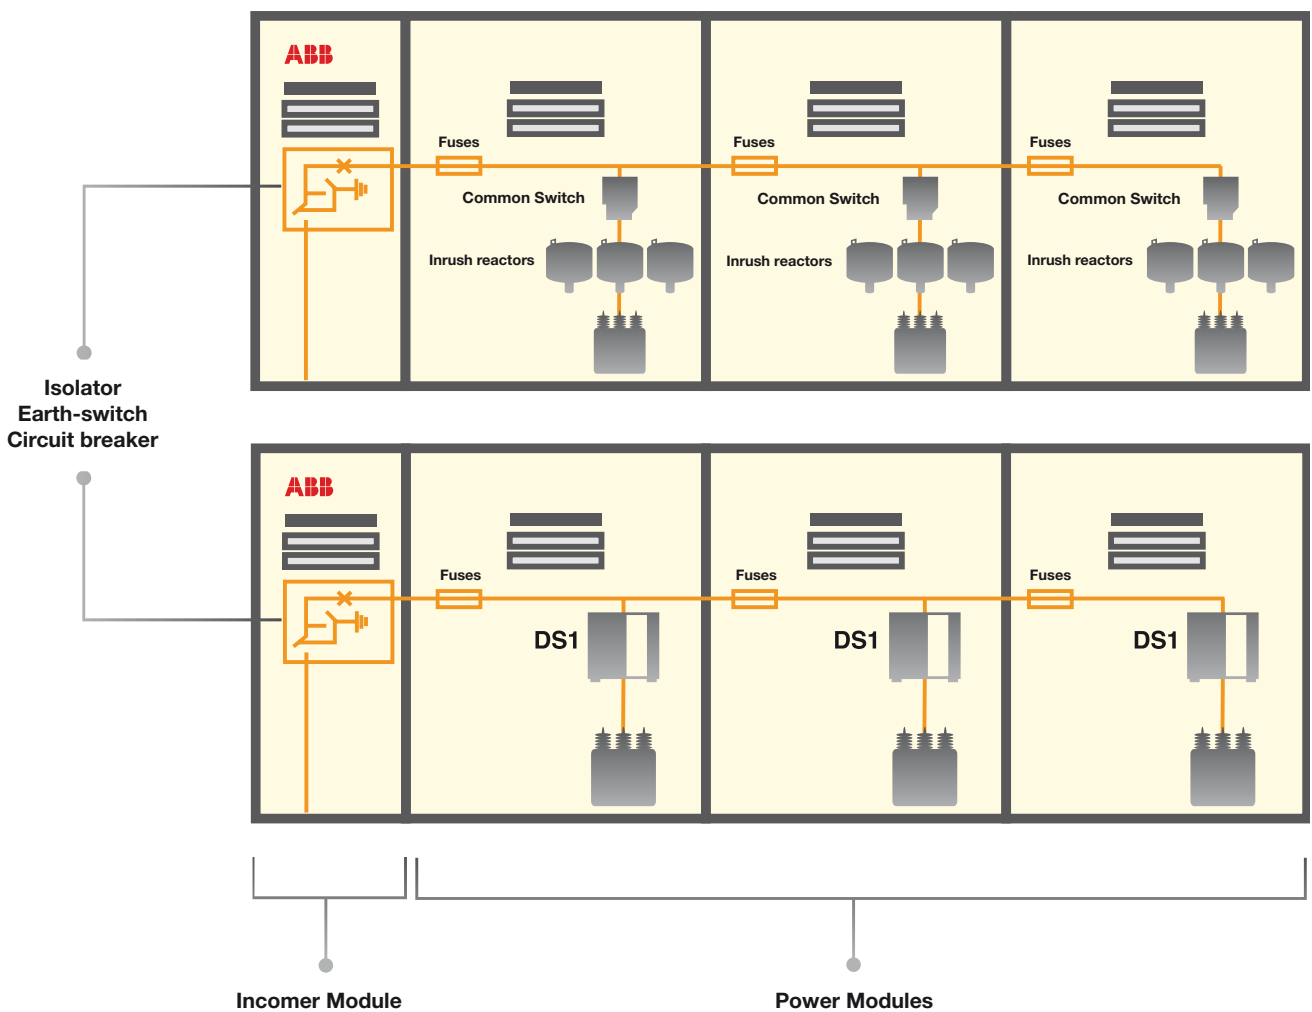 ABB
Fuses
Fuses
Fuses
Common Switch
Common Switch
Common Switch
Inrush reactors
Inrush reactors
Inrush reactors
Isolator
Earth-switch
Circuit breaker
ABB
Fuses
Fuses
Fuses
DS1
DS1
DS1
Incomer Module
Power Modules